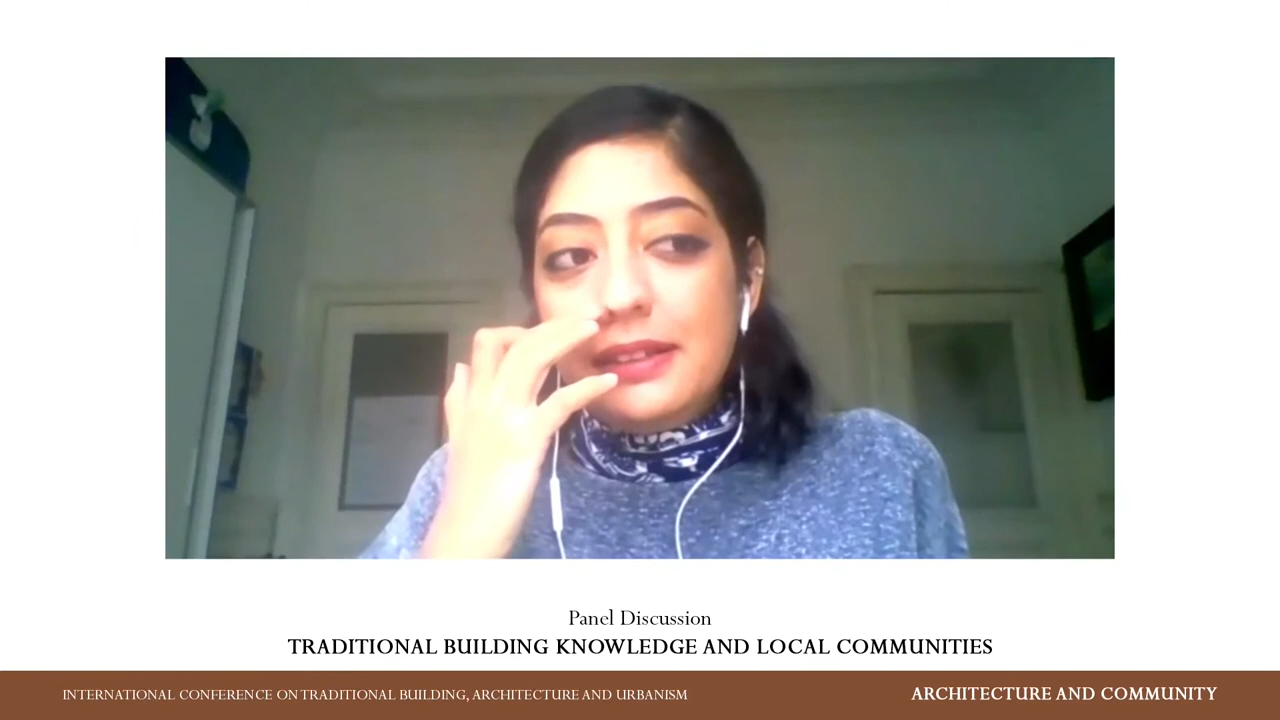 Panel Discussion
TRADITIONAL BUILDING KNOWLEDGE AND LOCAL COMMUNITIES
INTERNATIONAL CONFERENCE ON TRADITIONAL BUILDING, ARCHITECTURE AND URBANISM
ARCHITECTURE AND COMMUNITY